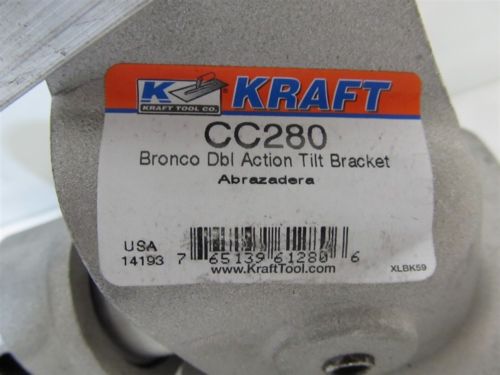 K
KRAFT TOOL CO.
KRAFT
CC280
Bronco Dbl Action Tilt Bracket
Abrazadera
USA
14193
7 65139 61280 6
www.KraftTool.com
XLBK59